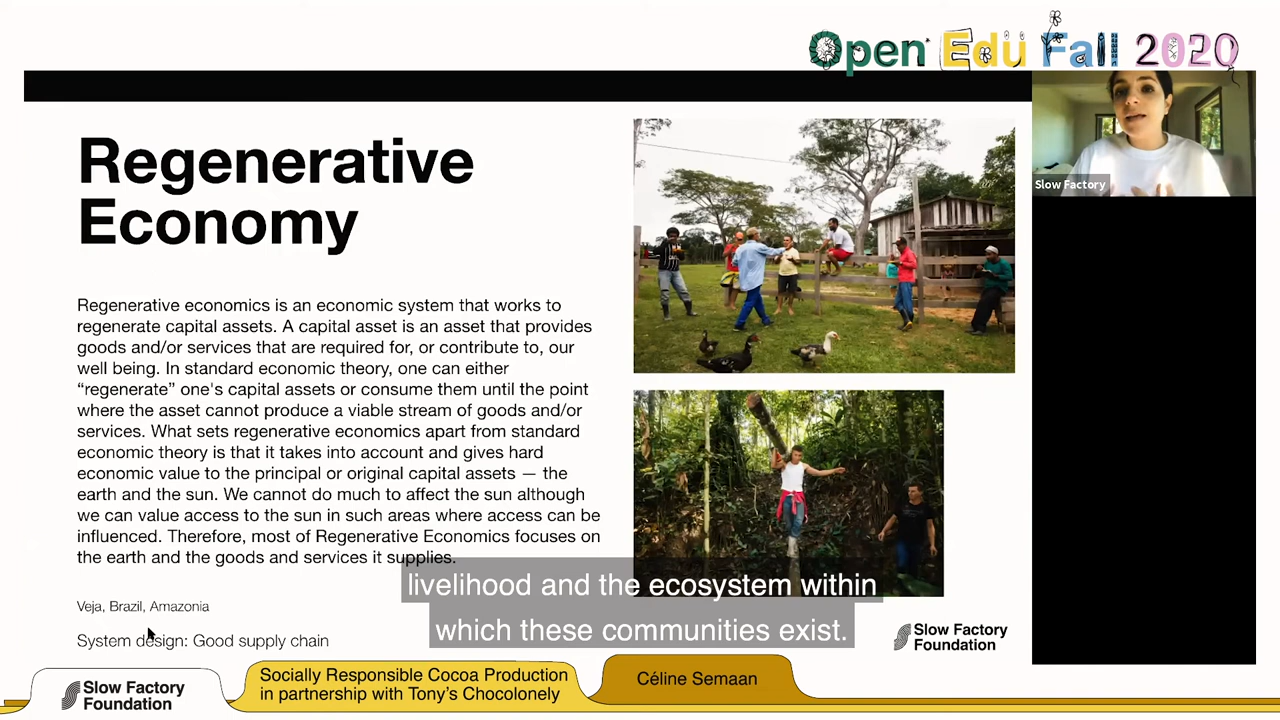 Open Edu Fall 2020
Regenerative
Economy
Slow Factory
Regenerative economics is an economic system that works to
regenerate capital assets. A capital asset is an asset that provides
goods and/or services that are required for, or contribute to, our
well being. In standard economic theory, one can either
“regenerate” one's capital assets or consume them until the point
where the asset cannot produce a viable stream of goods and/or
services. What sets regenerative economics apart from standard
economic theory is that it takes into account and gives hard
economic value to the principal or original capital assets — the
earth and the sun. We cannot do much to affect the sun although
we can value access to the sun in such areas where access can be
influenced. Therefore, most of Regenerative Economics focuses on
the earth and the goods and services it supplies.
livelihood and the ecosystem within
which these communities exist.
Veja, Brazil, Amazonia
System design: Good supply chain
Slow Factory
Foundation
Slow Factory
Foundation
Socially Responsible Cocoa Production
in partnership with Tony's Chocolonely
Céline Semaan